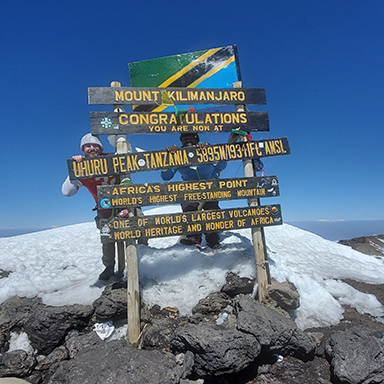 MOUNT KILIMANJARO
CONGRATULATIONS
YOU ARE NOW AT
UHURU PEAK TANZANIA 5895M/19341FT AMSL
AFRICA'S HIGHEST POINT
WORLD'S HIGHEST FREE STANDING MOUNTAIN
ONE OF WORLD'S LARGEST VOLCANOES
WORLD HERITAGE AND WONDER OF AFRICA